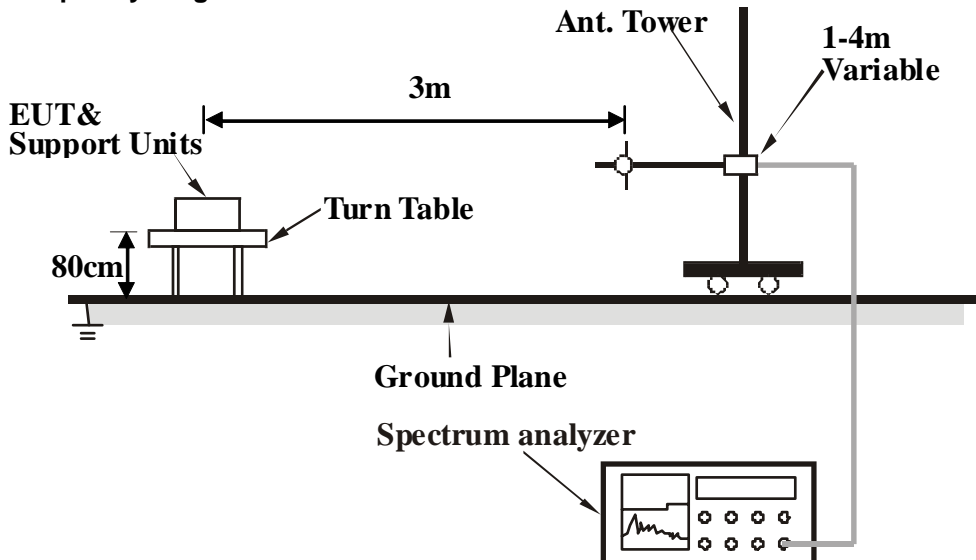 Ant. Tower
1-4m
Variable
3m
EUT&
Support Units
Turn Table
80cm
Ground Plane
Spectrum analyzer